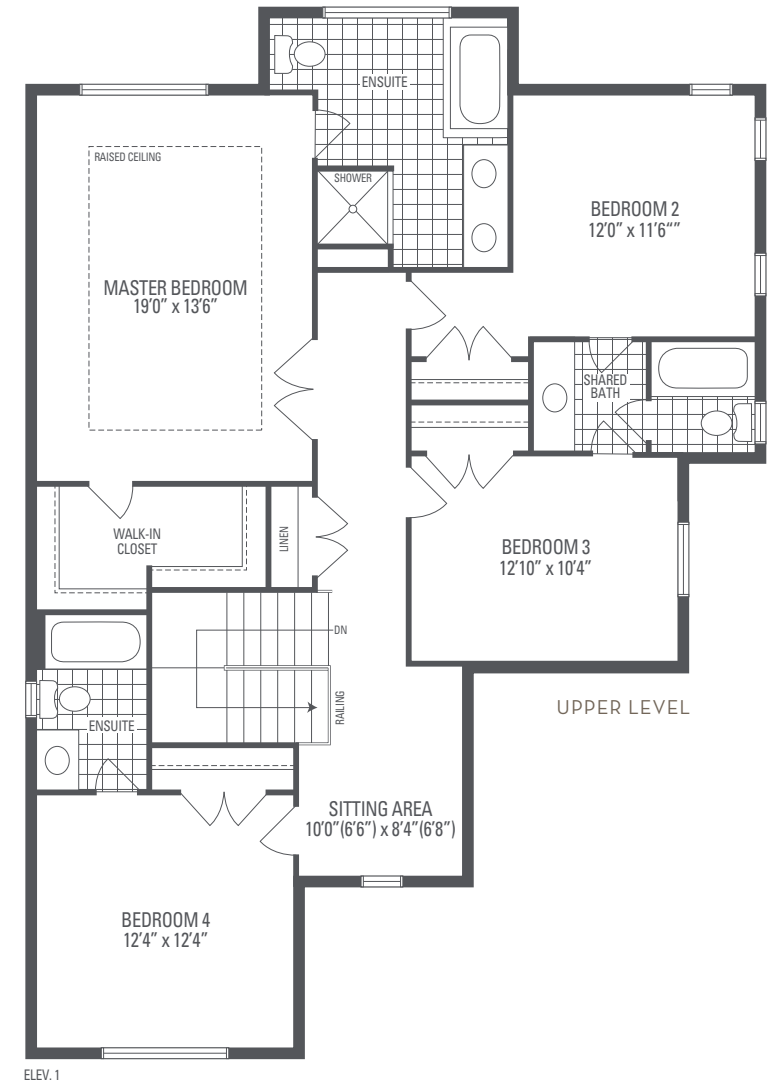 ENSUITE
RAISED CEILING
SHOWER
BEDROOM 2
12'0" x 11'6""
MASTER BEDROOM
19'0" x 13'6"
SHARED
BATH
WALK-IN
CLOSET
LINEN
BEDROOM 3
12'10" x 10'4"
DN
RAILING
UPPER LEVEL
ENSUITE
SITTING AREA
10'0"(6'6") x 8'4"(6'8")
BEDROOM 4
12'4" x 12'4"
ELEV. 1